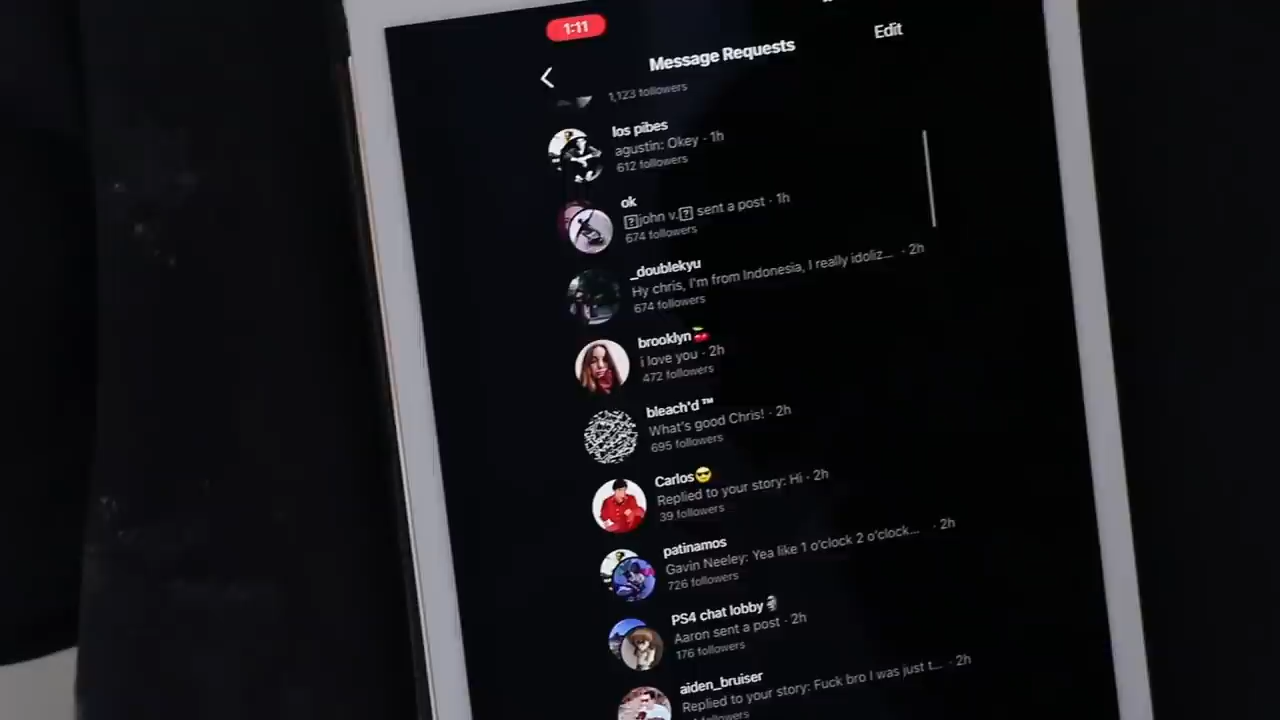 1:11
Message Requests
Edit
1,123 followers
los pibes
agustin: Okey · 1h
612 followers
ok
john v. sent a post · 1h
674 followers
_doublekyu
Hy chris, I'm from Indonesia, I really idoliz... · 2h
674 followers
brooklyn🍒
i love you · 2h
472 followers
bleach'd ™
What's good Chris! · 2h
695 followers
Carlos😎
Replied to your story: Hi · 2h
39 followers
patinamos
Gavin Neeley: Yea like 1 o'clock 2 o'clock... · 2h
726 followers
PS4 chat lobby🗿
Aaron sent a post · 2h
176 followers
aiden_bruiser
Replied to your story: Fuck bro I was just t... · 2h
followers